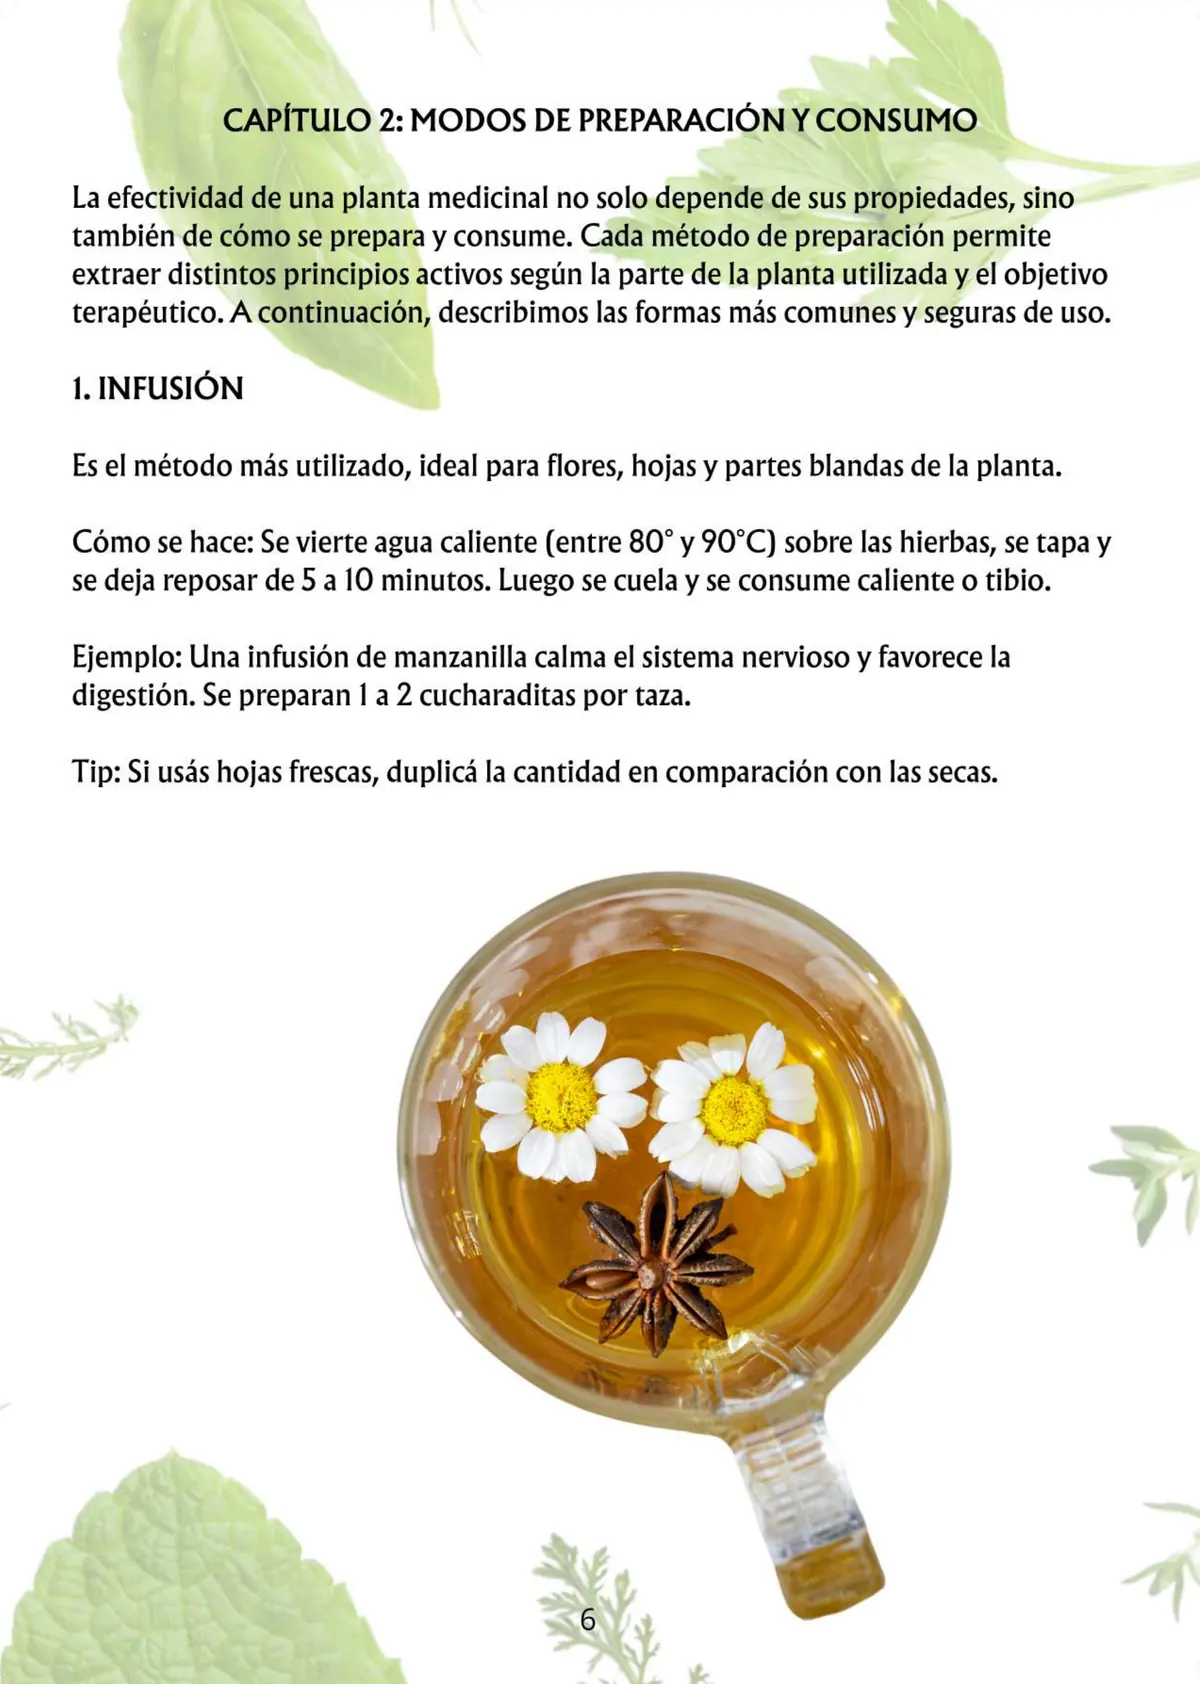 CAPÍTULO 2: MODOS DE PREPARACIÓN Y CONSUMO
La efectividad de una planta medicinal no solo depende de sus propiedades, sino
también de cómo se prepara y consume. Cada método de preparación permite
extraer distintos principios activos según la parte de la planta utilizada y el objetivo
terapéutico. A continuación, describimos las formas más comunes y seguras de uso.
1. INFUSIÓN
Es el método más utilizado, ideal para flores, hojas y partes blandas de la planta.
Cómo se hace: Se vierte agua caliente (entre 80° y 90°C) sobre las hierbas, se tapa y
se deja reposar de 5 a 10 minutos. Luego se cuela y se consume caliente o tibio.
Ejemplo: Una infusión de manzanilla calma el sistema nervioso y favorece la
digestión. Se preparan 1 a 2 cucharaditas por taza.
Tip: Si usás hojas frescas, duplicá la cantidad en comparación con las secas.
6